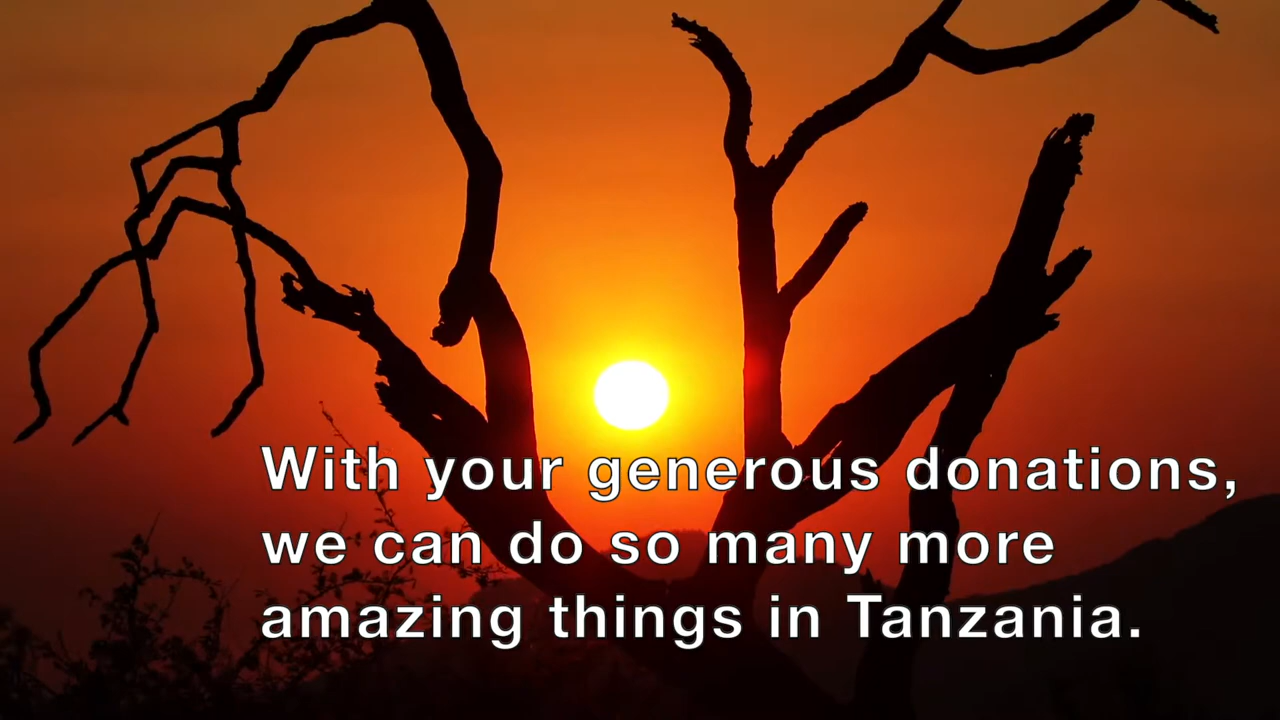 With your generous donations,
we can do so many more
amazing things in Tanzania.